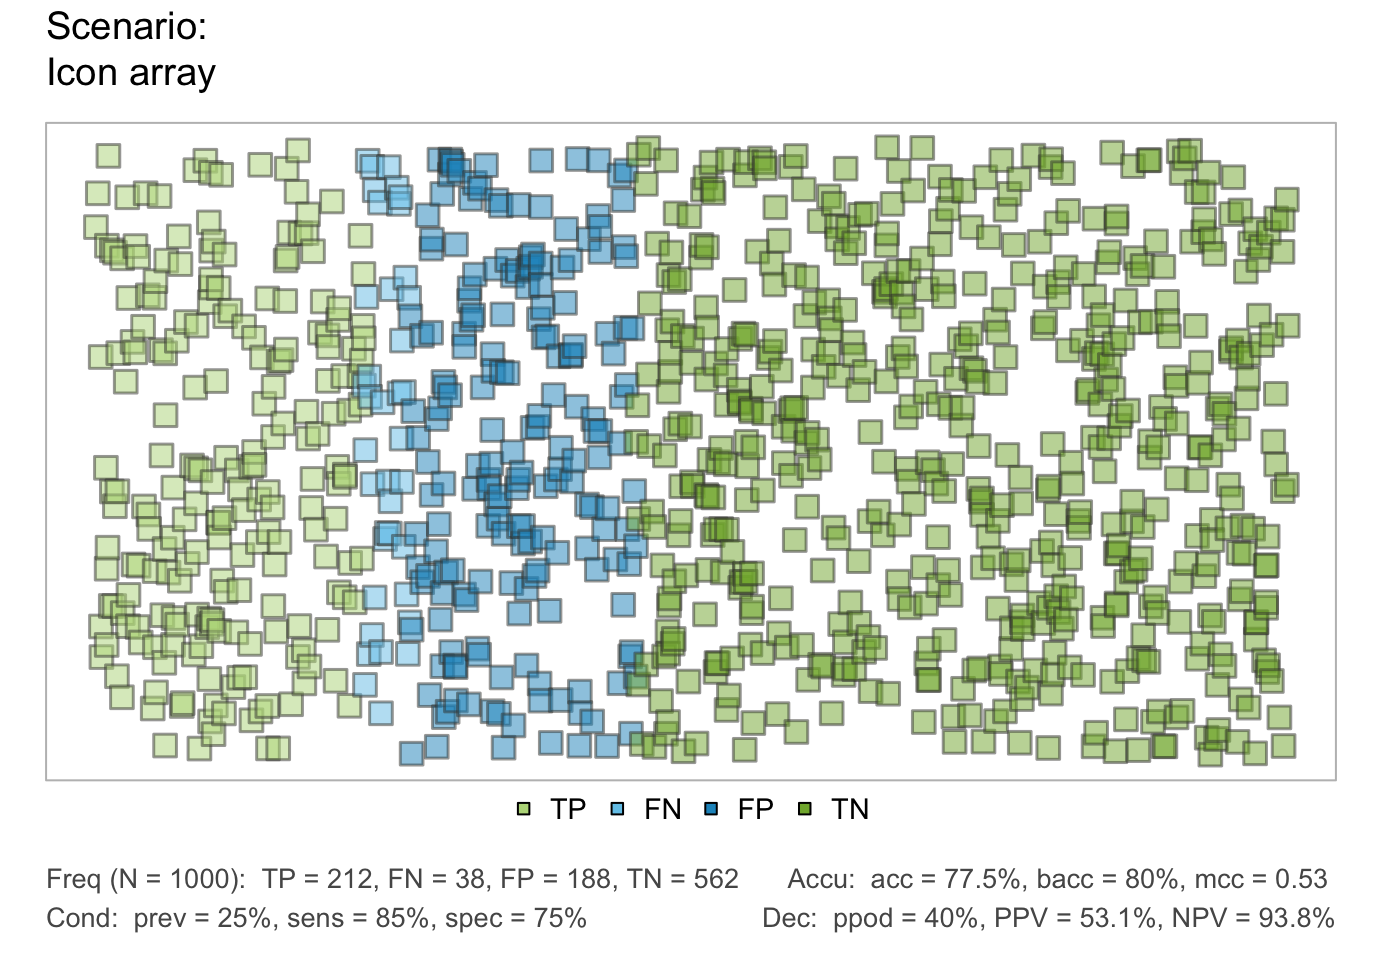 Scenario:
Icon array
TP FN FP TN
Freq (N = 1000): TP = 212, FN = 38, FP = 188, TN = 562 Accu: acc = 77.5%, bacc = 80%, mcc = 0.53
Cond: prev = 25%, sens = 85%, spec = 75% Dec: ppod = 40%, PPV = 53.1%, NPV = 93.8%